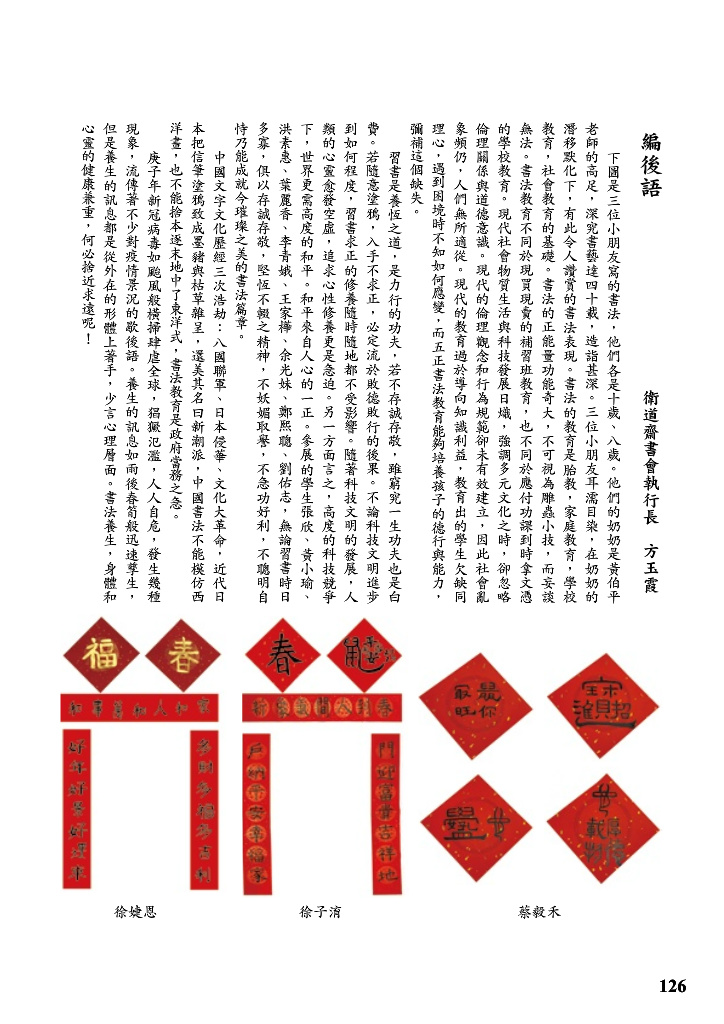 編後語
衛道齋書會執行長　方玉霞
下圖是三位小朋友寫的書法，他們各是十歲、八歲。他們的奶奶是黃伯平
老師的高足，深究書藝達四十載，造詣甚深。三位小朋友耳濡目染，在奶奶的
潛移默化下，有此令人讚賞的書法表現。書法的教育是胎教，家庭教育，學校
教育，社會教育的基礎。書法的正能量功能奇大，不可視為雕蟲小技，而妄談
無法。書法教育不同於現買現賣的補習班教育，也不同於應付功課到時拿文憑
的學校教育。現代社會物質生活與科技發展日熾，強調多元文化之時，卻忽略
倫理關係與道德意識。現代的倫理觀念和行為規範卻未有效建立，因此社會亂
象頻仍，人們無所適從。現代的教育過於導向知識利益，教育出的學生欠缺同
理心，遇到困境時不知如何應變，而五正書法教育能夠培養孩子的德行與能力，
彌補這個缺失。
習書是養恆之道，是力行的功夫，若不存誠存敬，雖窮究一生功夫也是白
費。若隨意塗鴉，入手不求正，必定流於敗德敗行的後果。不論科技文明進步
到如何程度，習書求正的修養隨時隨地都不受影響。隨著科技文明的發展，人
類的心靈愈發空虛，追求心性修養更是急迫。另一方面言之，高度的科技競爭
下，世界更需高度的和平。和平來自人心的一正。參展的學生張欣、黃小瑜、
洪素息、葉麗香、李青娥、王家樺、余光妹、鄭熙聰、劉佑志，無論習書時日
多寡，俱以存誠存敬，堅恆不輟之精神，不妖媚取譽，不急功好利，不聰明自
恃乃能成就今璀璨之美的書法篇章。
中國文字文化歷經三次浩劫：八國聯軍、日本侵華、文化大革命，近代日
本把信筆塗鴉致成墨豬與枯草雜呈，還美其名曰新潮派，中國書法不能模仿西
洋畫，也不能捨本逐末地中了東洋式，書法教育是政府當務之急。
庚子年新冠病毒如颱風般橫掃肆虐全球，猖獗氾濫，人人自危，發生幾種
現象，流傳著不少對疫情景況的歇後語。養生的訊息如雨後春筍般迅速孳生，
但是養生的訊息都是從外在的形體上著手，少言心理層面。書法養生，身體和
心靈的健康兼重，何必捨近求遠呢！
福
春
春
多財多福多吉利
好年好景好運來
門迎富貴吉祥地
戶納平安幸福家
招財進寶
最旺是你
厚德載物
徐婕恩
徐子淯
蔡毅禾
126